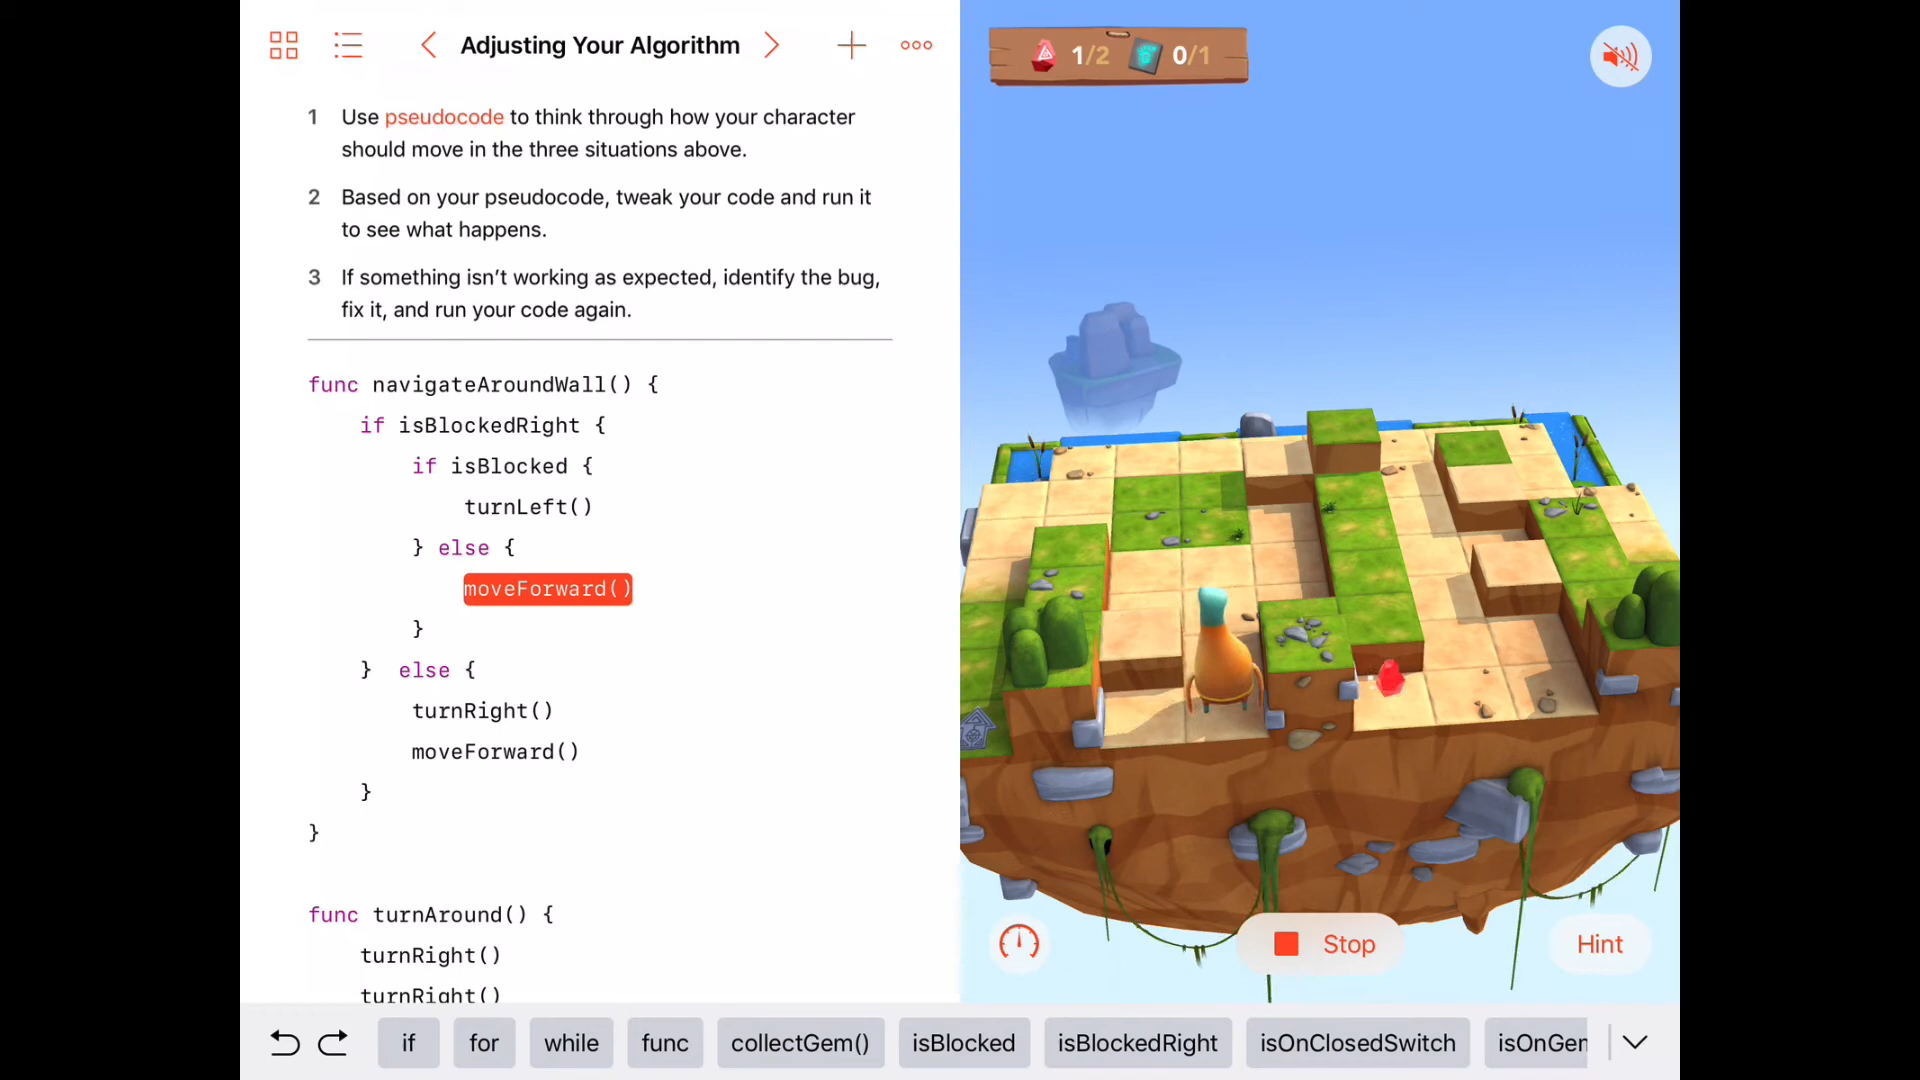 Adjusting Your Algorithm
1 Use pseudocode to think through how your character
should move in the three situations above.
2 Based on your pseudocode, tweak your code and run it
to see what happens.
3 If something isn’t working as expected, identify the bug,
fix it, and run your code again.
func navigateAroundWall() {
if isBlockedRight {
if isBlocked {
turnLeft()
} else {
moveForward()
}
} else {
turnRight()
moveForward()
}
}
func turnAround() {
turnRight()
turnRight()
1/2 0/1
Stop
Hint
if for while func collectGem() isBlocked isBlockedRight isOnClosedSwitch isOnGem